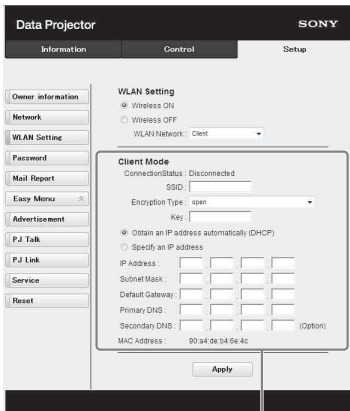 Data Projector
SONY
Information
Control
Setup
Owner information
Network
WLAN Setting
Password
Mail Report
Easy Menu
Advertisement
PJ Talk
PJ Link
Service
Reset
WLAN Setting
Wireless ON
Wireless OFF
WLAN Network : Client
Client Mode
ConnectionStatus : Disconnected
SSID :
Encryption Type : open
Key :
Obtain an IP address automatically (DHCP)
Specify an IP address
IP Address :
Subnet Mask :
Default Gateway :
Primary DNS :
Secondary DNS : (Option)
MAC Address : 90:a4:de:b4:6e:4c
Apply